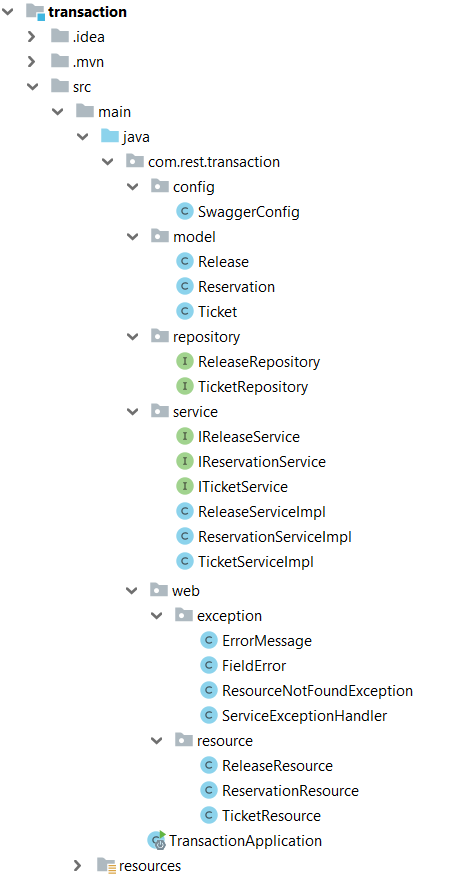 transaction
.idea
.mvn
src
main
java
com.rest.transaction
config
SwaggerConfig
model
Release
Reservation
Ticket
repository
ReleaseRepository
TicketRepository
service
IReleaseService
IReservationService
ITicketService
ReleaseServiceImpl
ReservationServiceImpl
TicketServiceImpl
web
exception
ErrorMessage
FieldError
ResourceNotFoundException
ServiceExceptionHandler
resource
ReleaseResource
ReservationResource
TicketResource
TransactionApplication
resources